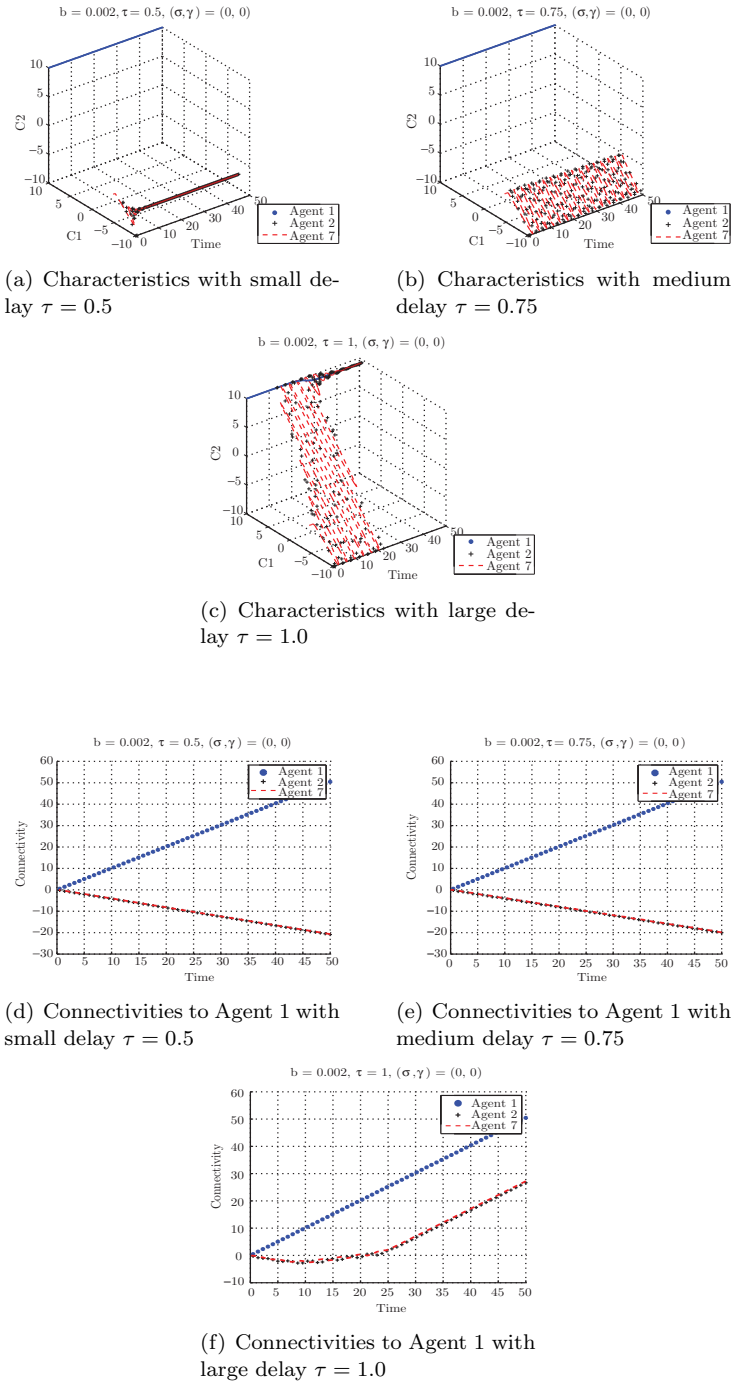 b = 0.002, τ = 0.5, (σ,γ) = (0, 0)
10
5
0
−5
−10
C2
10
5
0
−5
−10
C1
0
10
20
30
40
50
Time
Agent 1
Agent 2
Agent 7
(a) Characteristics with small de-
lay τ = 0.5
b = 0.002, τ = 0.75, (σ,γ) = (0, 0)
10
5
0
−5
−10
C2
10
5
0
−5
−10
C1
0
10
20
30
40
50
Time
Agent 1
Agent 2
Agent 7
(b) Characteristics with medium
delay τ = 0.75
b = 0.002, τ = 1, (σ, γ) = (0, 0)
10
5
0
−5
−10
C2
10
5
0
−5
−10
C1
0
10
20
30
40
50
Time
Agent 1
Agent 2
Agent 7
(c) Characteristics with large de-
lay τ = 1.0
b = 0.002, τ = 0.5, (σ,γ) = (0, 0)
60
50
40
30
20
10
0
−10
−20
−30
Connectivity
Agent 1
Agent 2
Agent 7
0 5 10 15 20 25 30 35 40 45 50
Time
(d) Connectivities to Agent 1 with
small delay τ = 0.5
b = 0.002, τ = 0.75, (σ,γ) = (0, 0)
60
50
40
30
20
10
0
−10
−20
−30
Connectivity
Agent 1
Agent 2
Agent 7
0 5 10 15 20 25 30 35 40 45 50
Time
(e) Connectivities to Agent 1 with
medium delay τ = 0.75
b = 0.002, τ = 1, (σ,γ) = (0, 0)
60
50
40
30
20
10
0
−10
Connectivity
Agent 1
Agent 2
Agent 7
0 5 10 15 20 25 30 35 40 45 50
Time
(f) Connectivities to Agent 1 with
large delay τ = 1.0